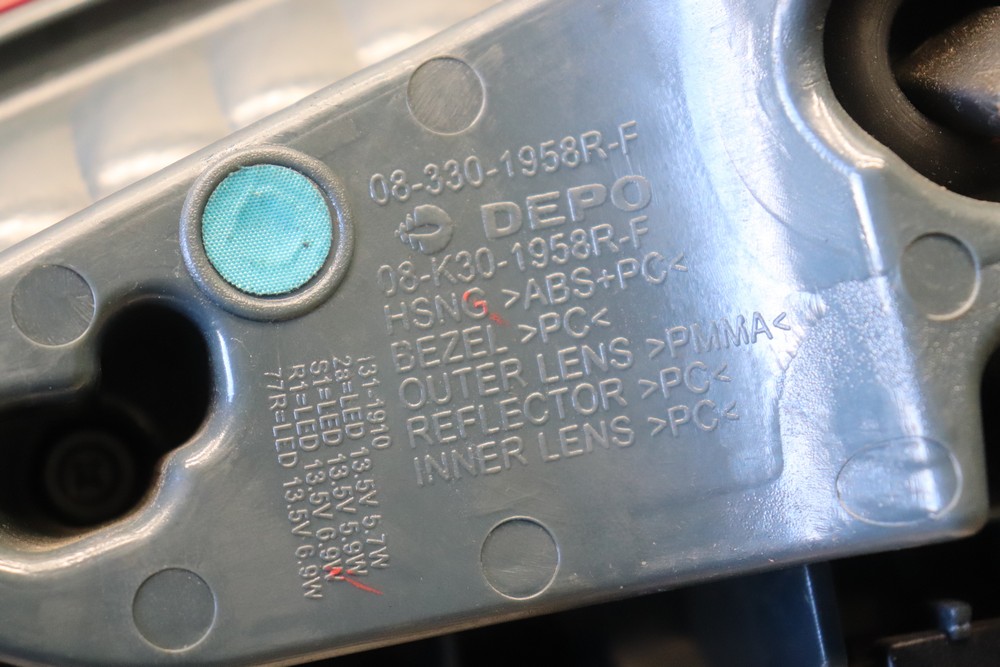 08-330-1958R-F
DEPO
08-K30-1958R-F
HSNG >ABS+PC<
BEZEL >PC<
OUTER LENS >PMMA<
REFLECTOR >PC<
INNER LENS >PC<
131-1910
2B=LED 13.5V 5.7W
S1=LED 13.5V 5.9W
R1=LED 13.5V 6.9W
77R=LED 13.5V 6.9W